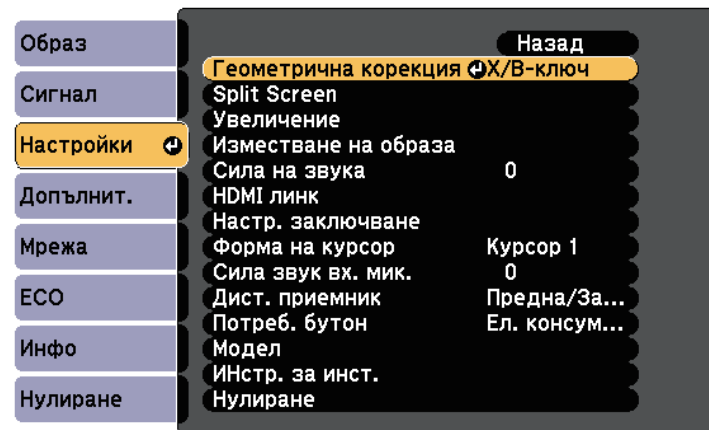 Образ
Сигнал
Настройки
Допълнит.
Мрежа
ECO
Инфо
Нулиране
Назад
Геометрична корекция Х/В-ключ
Split Screen
Увеличение
Изместване на образа
Сила на звука 0
HDMI линк
Настр. заключване
Форма на курсор Курсор 1
Сила звук вх. мик. 0
Дист. приемник Предна/За...
Потреб. бутон Ел. консум...
Модел
ИНстр. за инст.
Нулиране